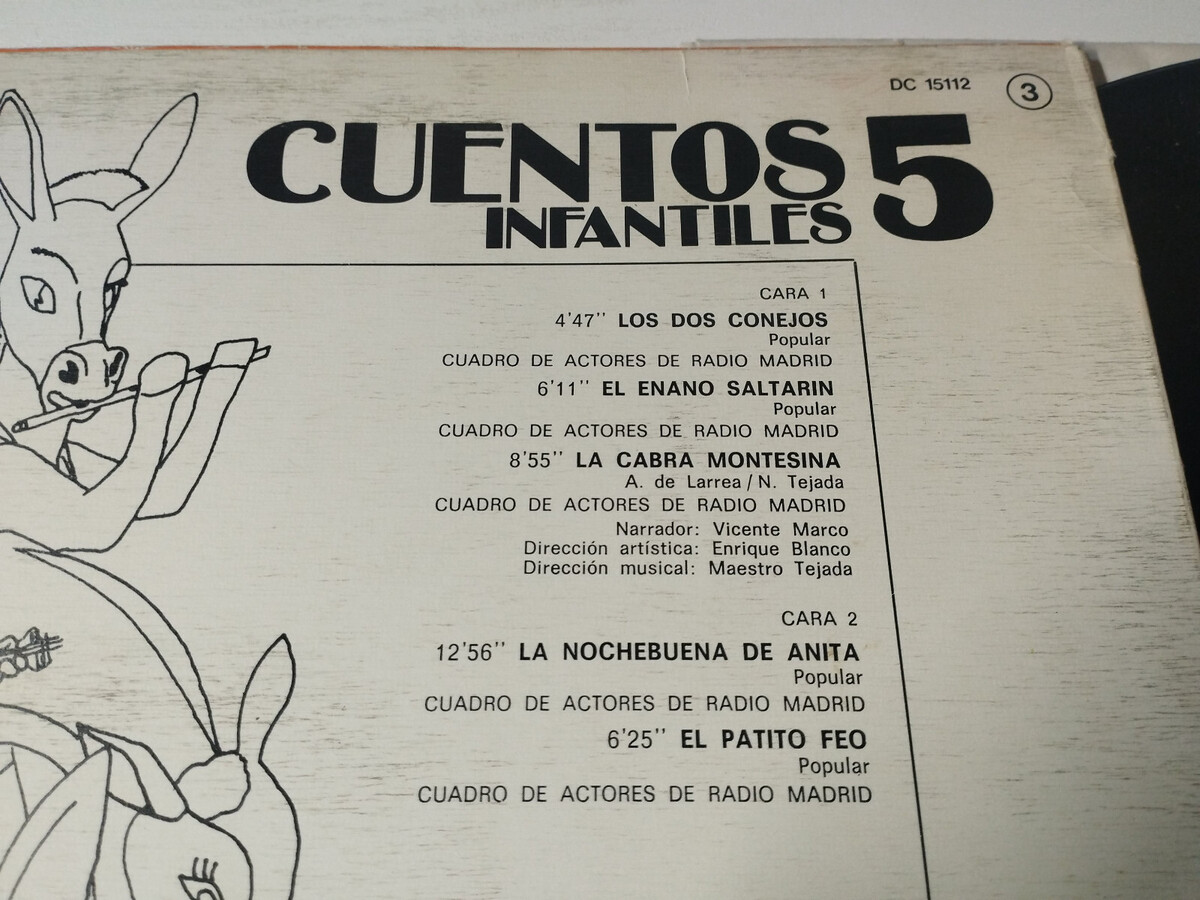 DC 15112 3
CUENTOS 5
INFANTILES
CARA 1
4'47'' LOS DOS CONEJOS
Popular
CUADRO DE ACTORES DE RADIO MADRID
6'11'' EL ENANO SALTARIN
Popular
CUADRO DE ACTORES DE RADIO MADRID
8'55'' LA CABRA MONTESINA
A. de Larrea / N. Tejada
CUADRO DE ACTORES DE RADIO MADRID
Narrador: Vicente Marco
Dirección artística: Enrique Blanco
Dirección musical: Maestro Tejada
CARA 2
12'56'' LA NOCHEBUENA DE ANITA
Popular
CUADRO DE ACTORES DE RADIO MADRID
6'25'' EL PATITO FEO
Popular
CUADRO DE ACTORES DE RADIO MADRID